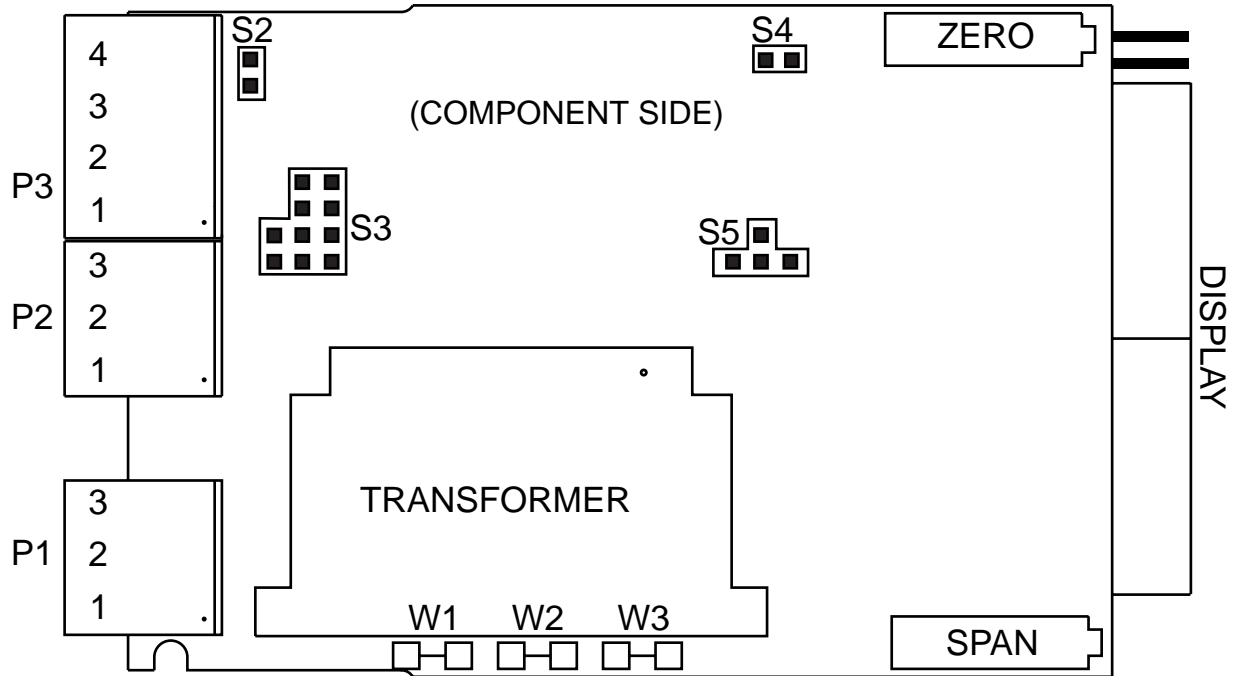 S2
S4
ZERO
(COMPONENT SIDE)
P3
4
3
2
1
S3
S5
P2
3
2
1
DISPLAY
TRANSFORMER
P1
3
2
1
W1 W2 W3
SPAN